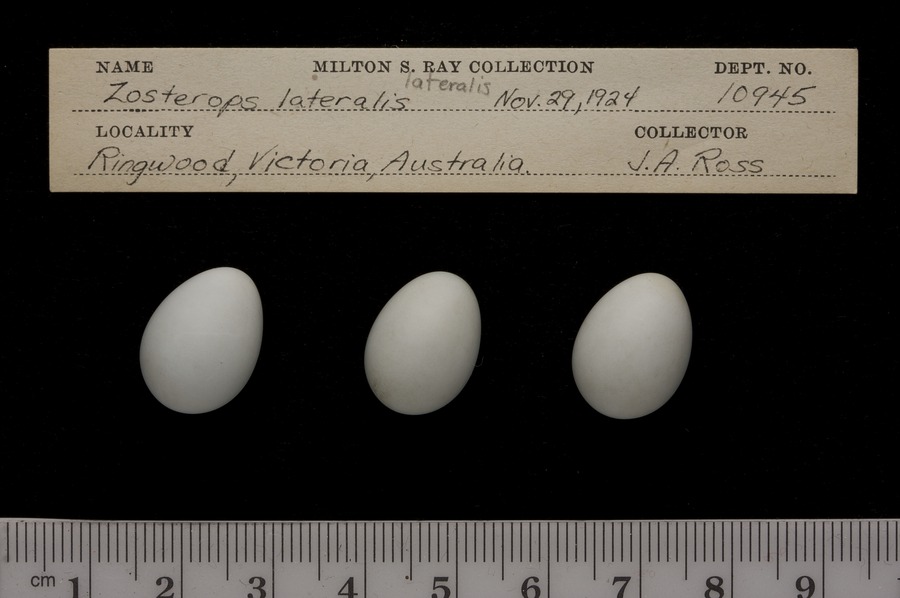 NAME MILTON S. RAY COLLECTION DEPT. NO.
lateralis
Zosterops lateralis Nov. 29, 1924 10945
LOCALITY COLLECTOR
Ringwood, Victoria, Australia. J.A. Ross
cm 1 2 3 4 5 6 7 8 9